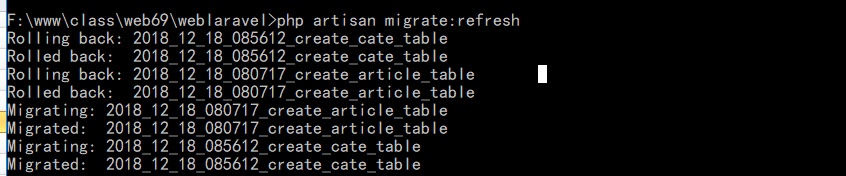 F:\www\class\web69\weblaravel>php artisan migrate:refresh
Rolling back: 2018_12_18_085612_create_cate_table
Rolled back:  2018_12_18_085612_create_cate_table
Rolling back: 2018_12_18_080717_create_article_table
Rolled back:  2018_12_18_080717_create_article_table
Migrating: 2018_12_18_080717_create_article_table
Migrated:  2018_12_18_080717_create_article_table
Migrating: 2018_12_18_085612_create_cate_table
Migrated:  2018_12_18_085612_create_cate_table